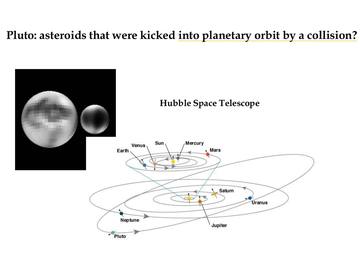 Pluto: asteroids that were kicked into planetary orbit by a collision?
Hubble Space Telescope
Venus
Sun
Mercury
Earth
Mars
Saturn
Uranus
Neptune
Jupiter
Pluto